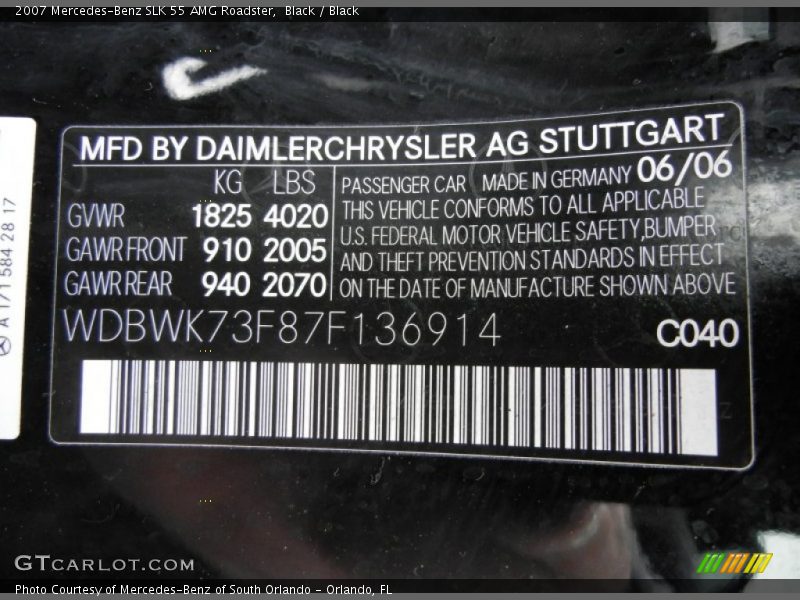 2007 Mercedes-Benz SLK 55 AMG Roadster,  Black / Black
MFD BY DAIMLERCHRYSLER AG STUTTGART
KG LBS
GVWR 1825 4020
GAWR FRONT 910 2005
GAWR REAR 940 2070
PASSENGER CAR MADE IN GERMANY 06/06
THIS VEHICLE CONFORMS TO ALL APPLICABLE
U.S. FEDERAL MOTOR VEHICLE SAFETY, BUMPER
AND THEFT PREVENTION STANDARDS IN EFFECT
ON THE DATE OF MANUFACTURE SHOWN ABOVE
WDBWK73F87F136914 C040
A 171 584 28 17
GTCARLOT.COM
Photo Courtesy of Mercedes-Benz of South Orlando - Orlando, FL